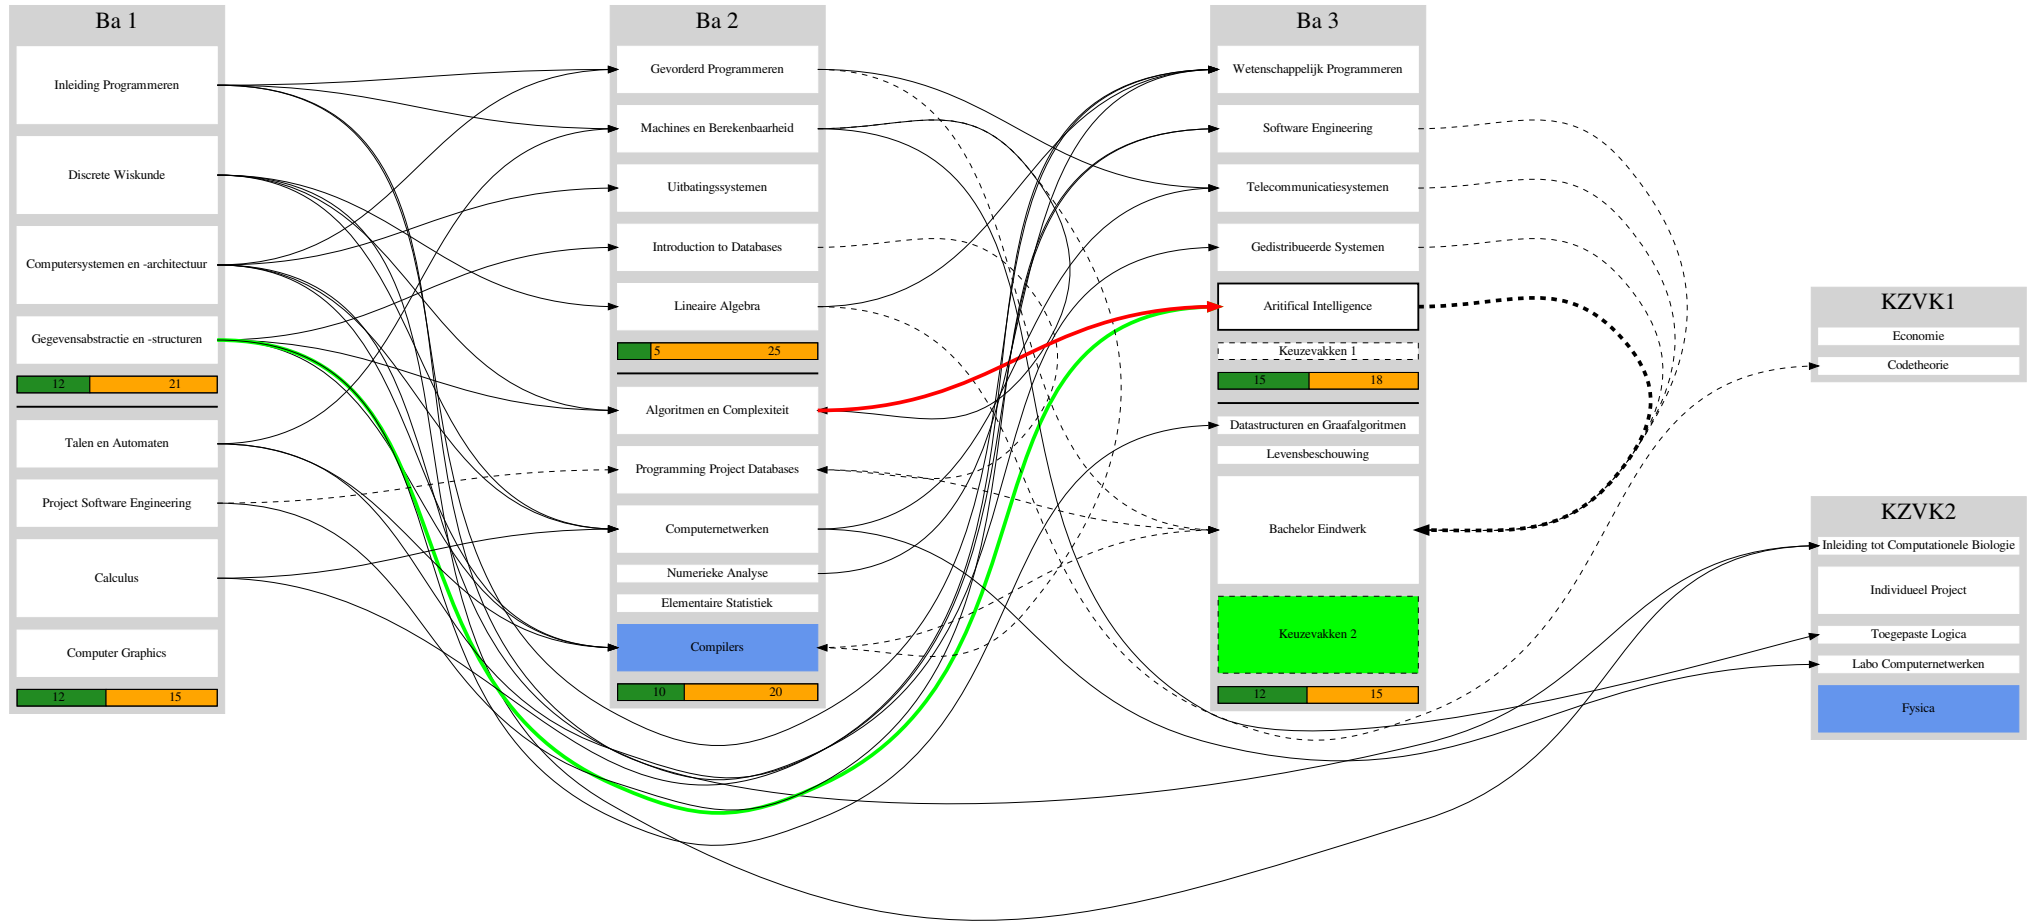 Ba 1
Inleiding Programmeren
Discrete Wiskunde
Computersystemen en -architectuur
Gegevensabstractie en -structuren
12 21
Talen en Automaten
Project Software Engineering
Calculus
Computer Graphics
12 15
Ba 2
Gevorderd Programmeren
Machines en Berekenbaarheid
Uitbatingssystemen
Introduction to Databases
Lineaire Algebra
5 25
Algoritmen en Complexiteit
Programming Project Databases
Computernetwerken
Numerieke Analyse
Elementaire Statistiek
Compilers
10 20
Ba 3
Wetenschappelijk Programmeren
Software Engineering
Telecommunicatiesystemen
Gedistribueerde Systemen
Aritifical Intelligence
Keuzevakken 1
15 18
Datastructuren en Graafalgoritmen
Levensbeschouwing
Bachelor Eindwerk
Keuzevakken 2
12 15
KZVK1
Economie
Codetheorie
KZVK2
Inleiding tot Computationele Biologie
Individueel Project
Toegepaste Logica
Labo Computernetwerken
Fysica